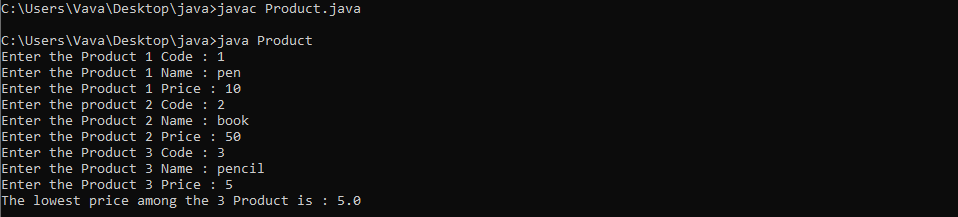 C:\Users\Vava\Desktop\java>javac Product.java
C:\Users\Vava\Desktop\java>java Product
Enter the Product 1 Code : 1
Enter the Product 1 Name : pen
Enter the Product 1 Price : 10
Enter the product 2 Code : 2
Enter the Product 2 Name : book
Enter the Product 2 Price : 50
Enter the Product 3 Code : 3
Enter the Product 3 Name : pencil
Enter the Product 3 Price : 5
The lowest price among the 3 Product is : 5.0